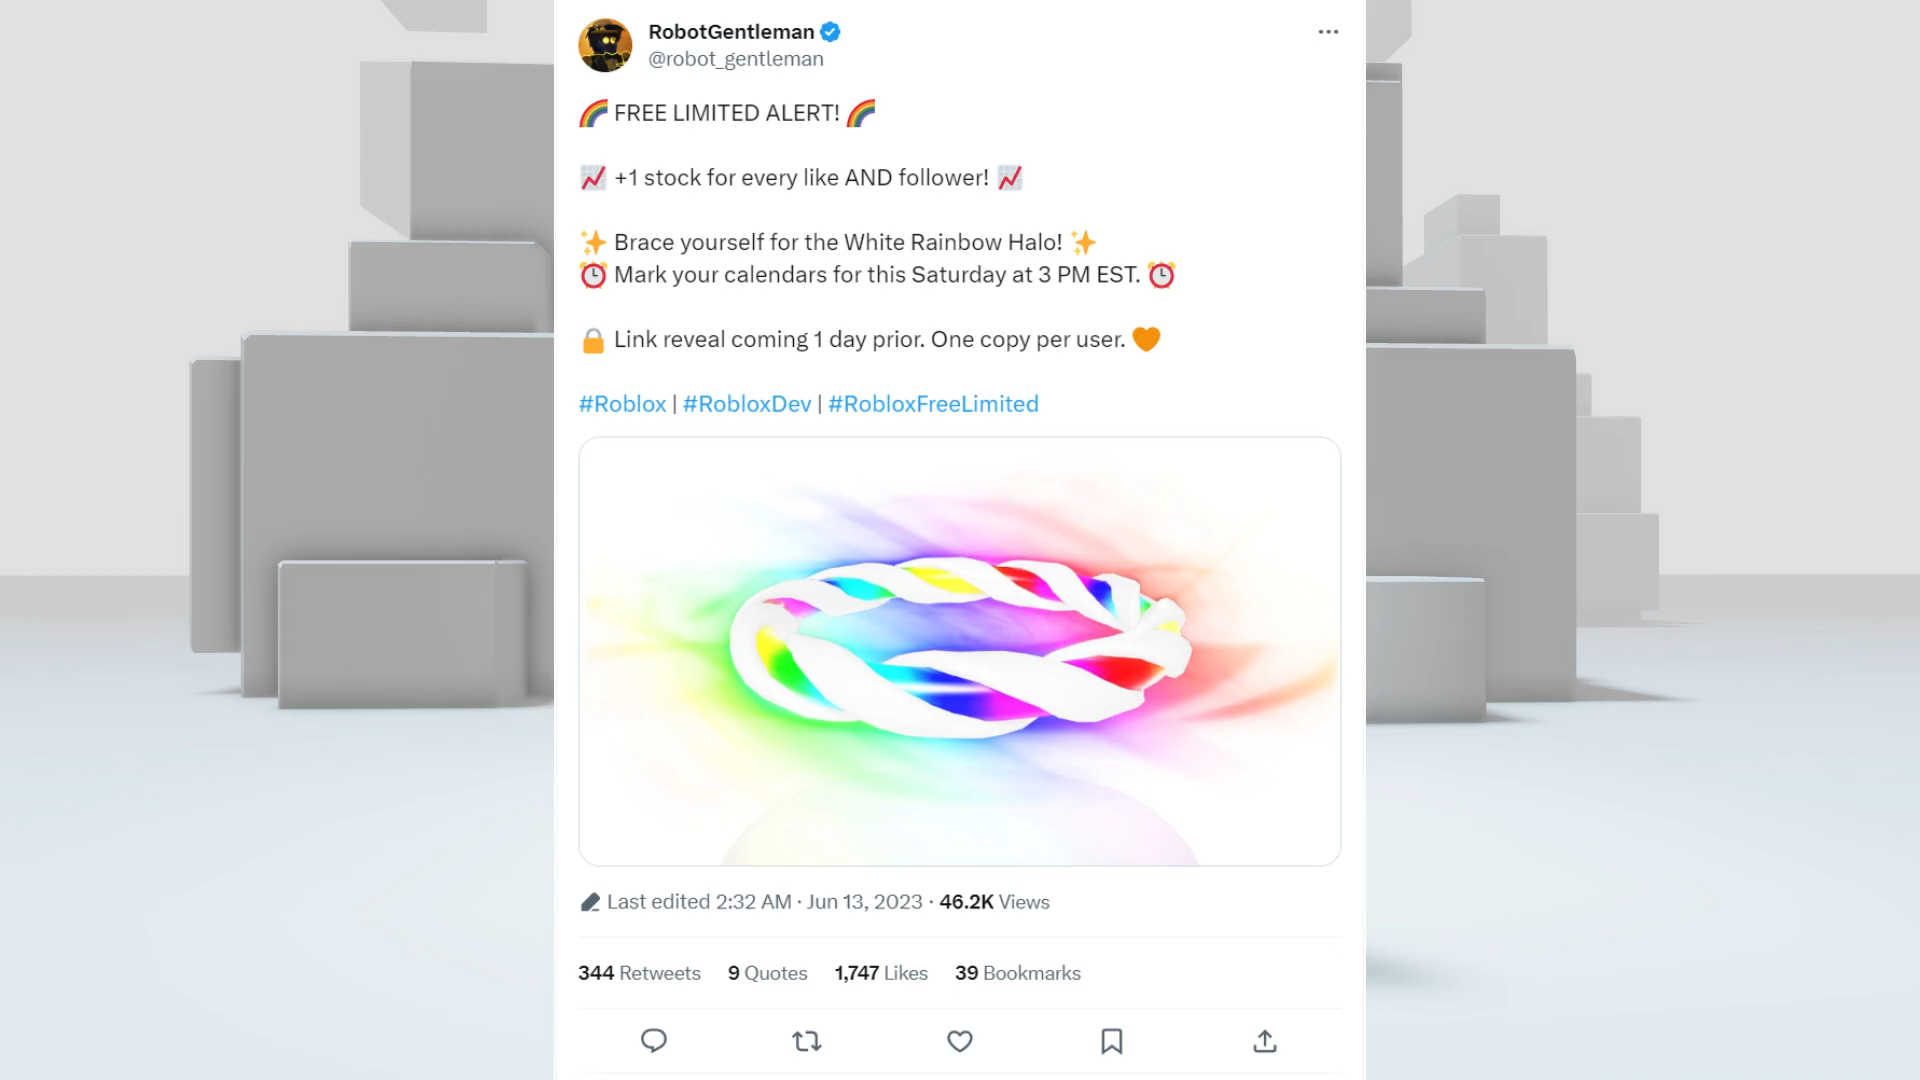 RobotGentleman
@robot_gentleman
🌈 FREE LIMITED ALERT! 🌈
📈 +1 stock for every like AND follower! 📈
✨ Brace yourself for the White Rainbow Halo! ✨
⏰ Mark your calendars for this Saturday at 3 PM EST. ⏰
🔒 Link reveal coming 1 day prior. One copy per user. 🧡
#Roblox | #RobloxDev | #RobloxFreeLimited
Last edited 2:32 AM · Jun 13, 2023 · 46.2K Views
344 Retweets 9 Quotes 1,747 Likes 39 Bookmarks